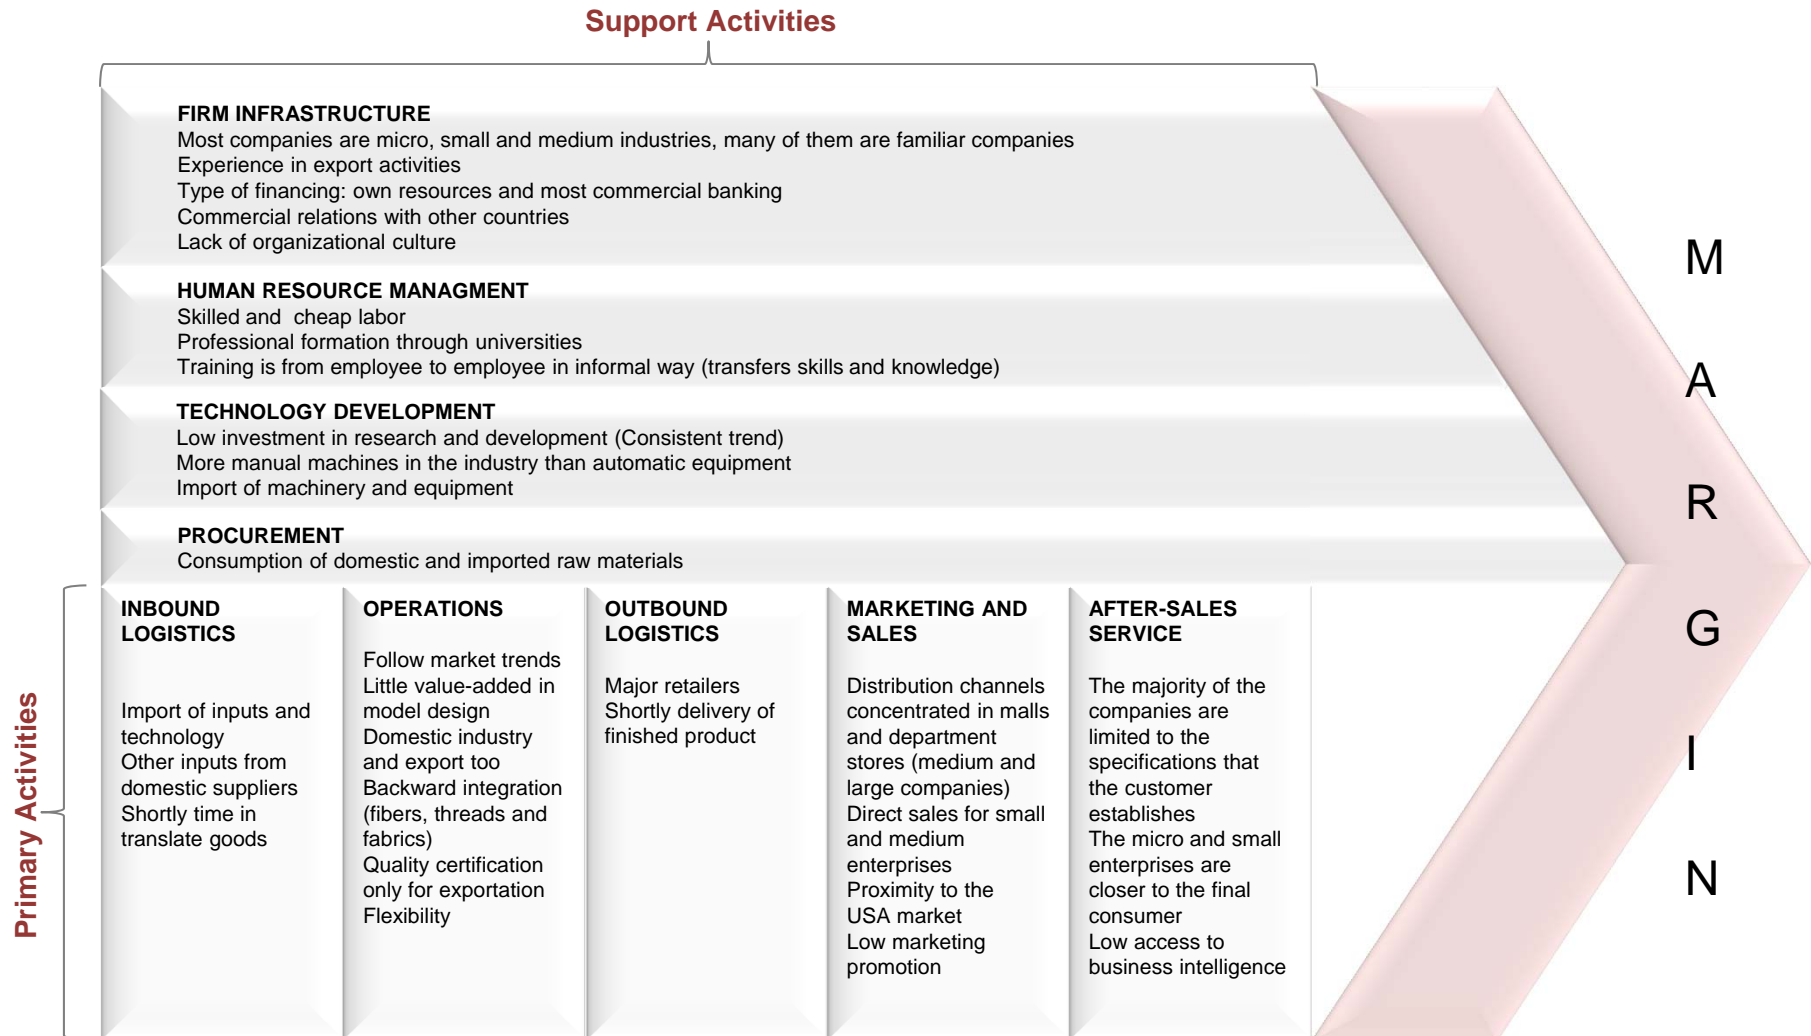 Support Activities
FIRM INFRASTRUCTURE
Most companies are micro, small and medium industries, many of them are familiar companies
Experience in export activities
Type of financing: own resources and most commercial banking
Commercial relations with other countries
Lack of organizational culture
HUMAN RESOURCE MANAGMENT
Skilled and cheap labor
Professional formation through universities
Training is from employee to employee in informal way (transfers skills and knowledge)
TECHNOLOGY DEVELOPMENT
Low investment in research and development (Consistent trend)
More manual machines in the industry than automatic equipment
Import of machinery and equipment
PROCUREMENT
Consumption of domestic and imported raw materials
Primary Activities
INBOUND
LOGISTICS
Import of inputs and
technology
Other inputs from
domestic suppliers
Shortly time in
translate goods
OPERATIONS
Follow market trends
Little value-added in
model design
Domestic industry
and export too
Backward integration
(fibers, threads and
fabrics)
Quality certification
only for exportation
Flexibility
OUTBOUND
LOGISTICS
Major retailers
Shortly delivery of
finished product
MARKETING AND
SALES
Distribution channels
concentrated in malls
and department
stores (medium and
large companies)
Direct sales for small
and medium
enterprises
Proximity to the
USA market
Low marketing
promotion
AFTER-SALES
SERVICE
The majority of the
companies are
limited to the
specifications that
the customer
establishes
The micro and small
enterprises are
closer to the final
consumer
Low access to
business intelligence
M
A
R
G
I
N